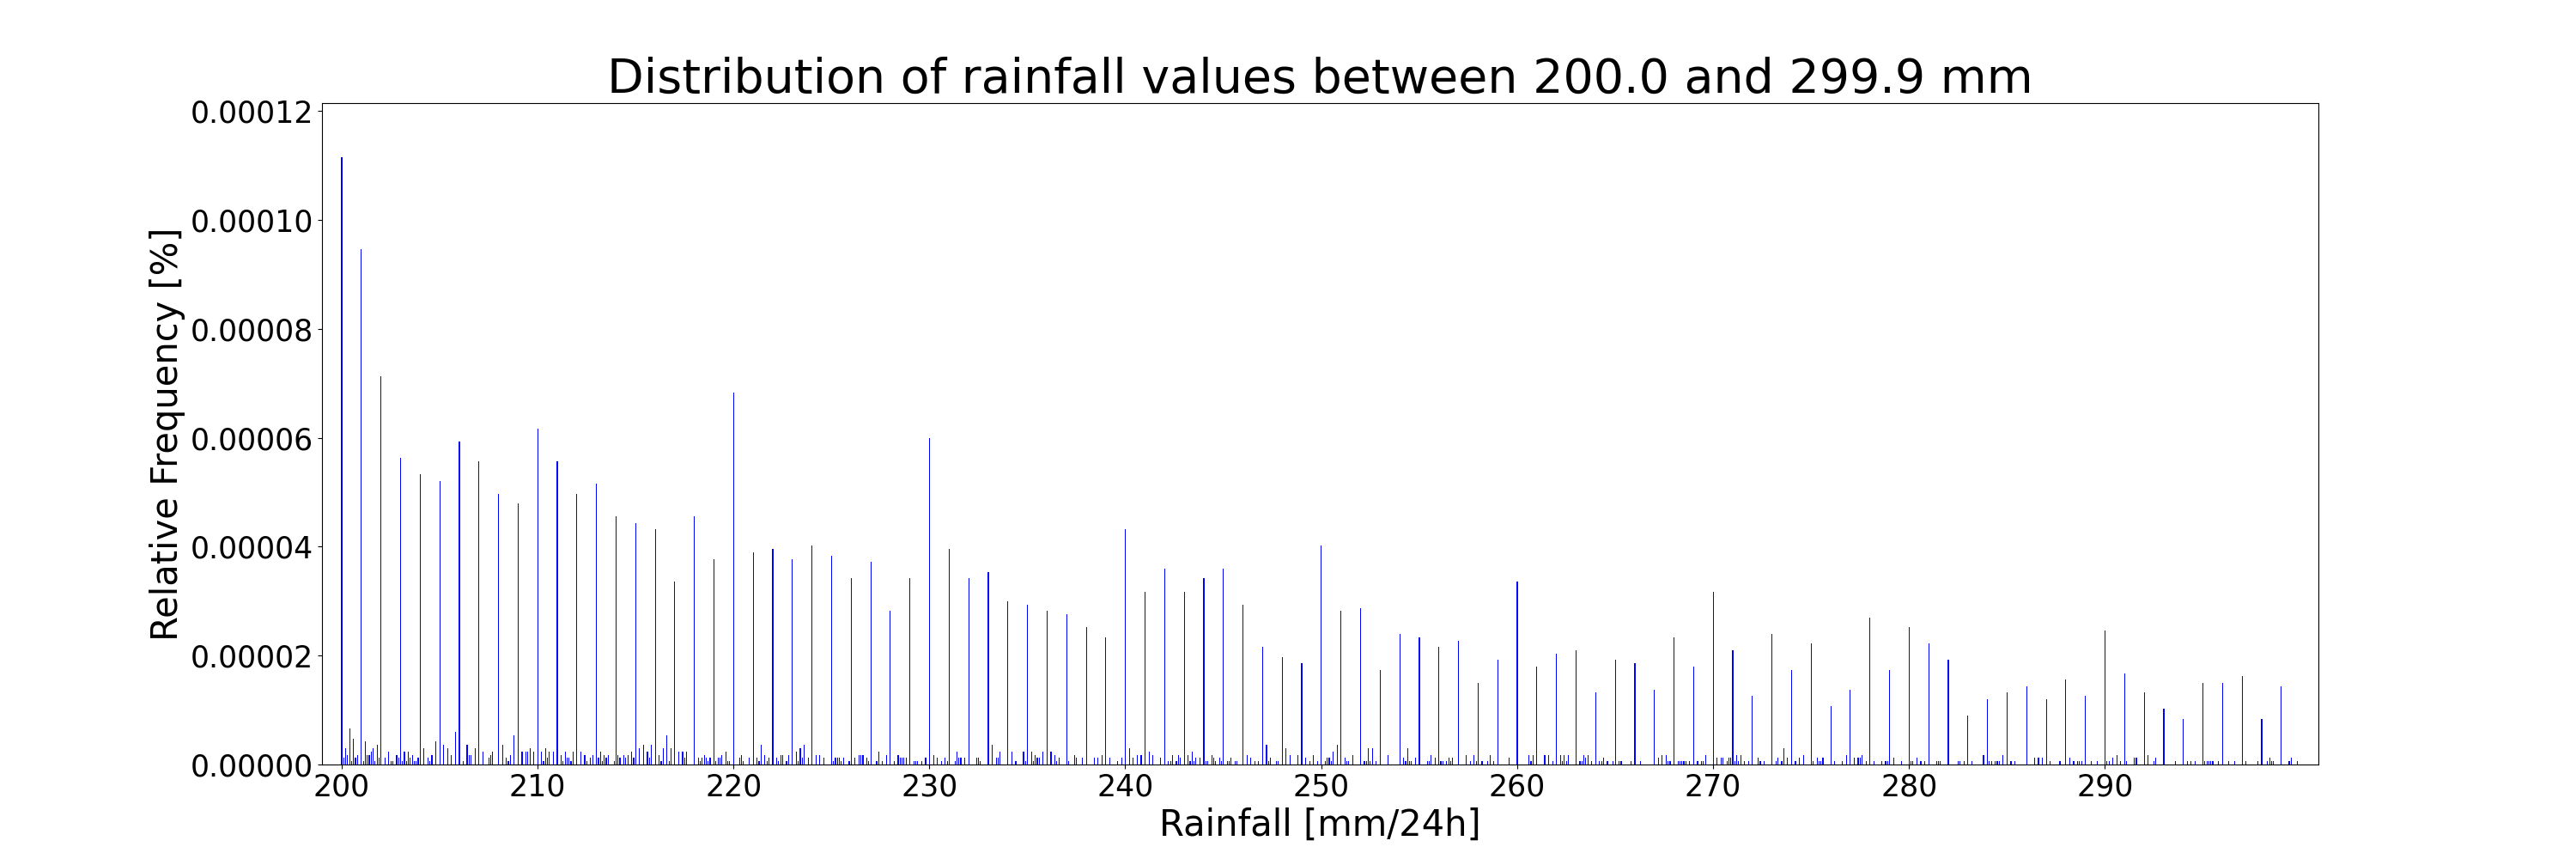 Distribution of rainfall values between 200.0 and 299.9 mm
0.00012
0.00010
0.00008
0.00006
0.00004
0.00002
0.00000
Relative Frequency [%]
200 210 220 230 240 250 260 270 280 290
Rainfall [mm/24h]